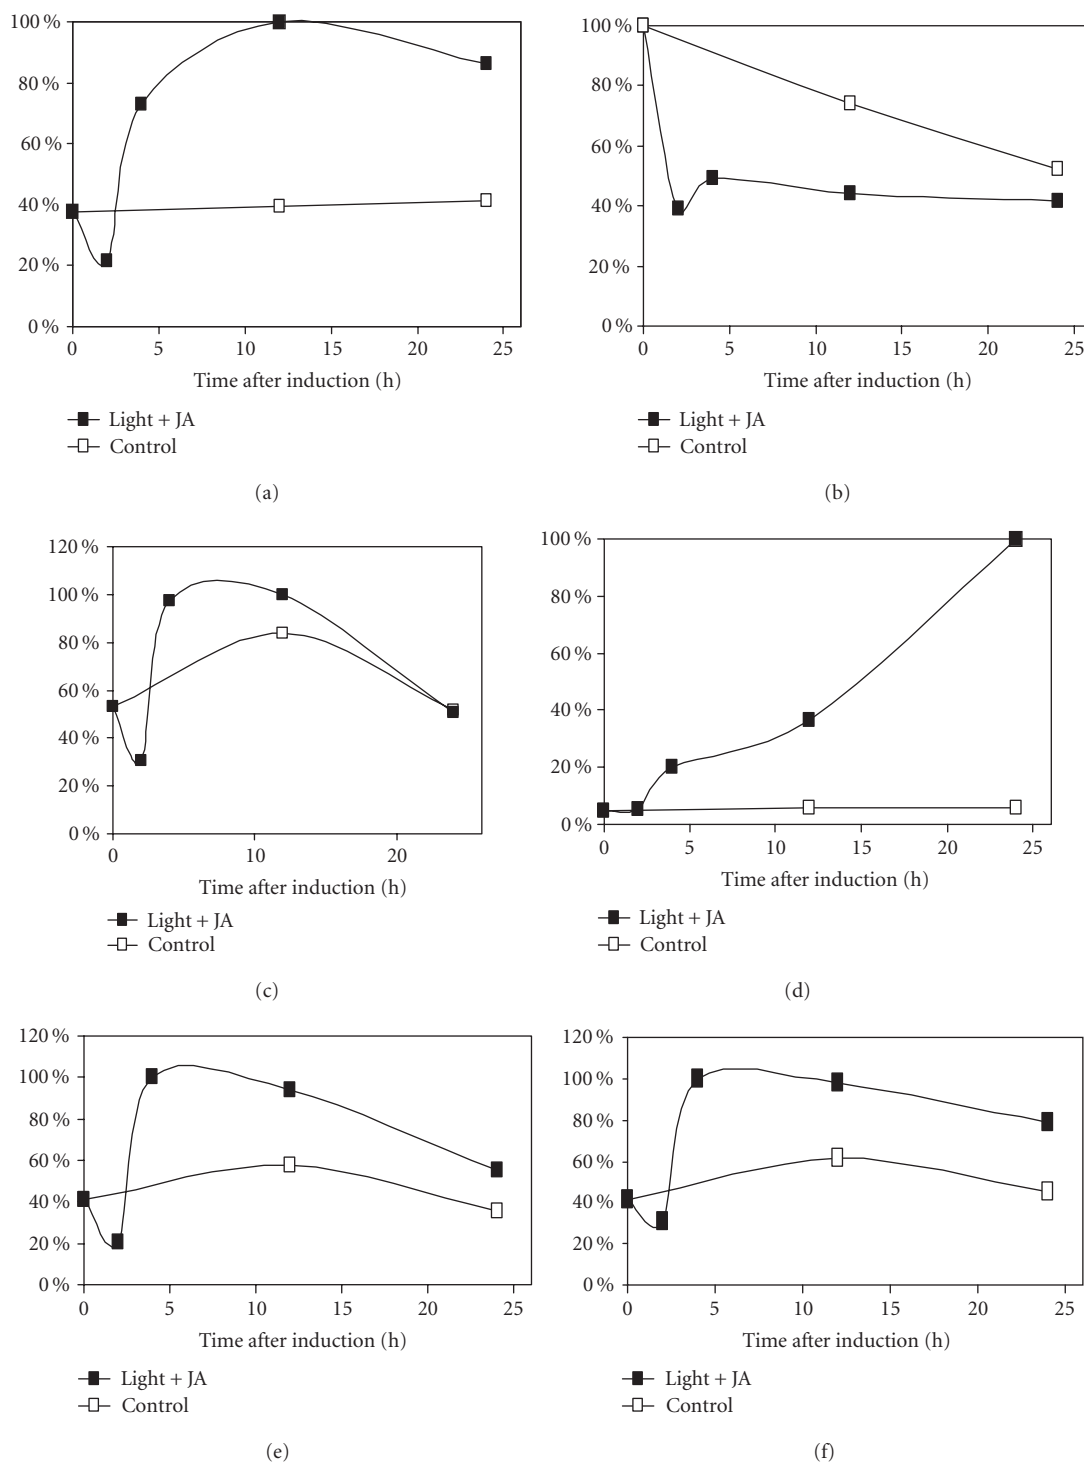 100 %
80 %
60 %
40 %
20 %
0 %
0 5 10 15 20 25
Time after induction (h)
Light + JA
Control
(a)
100 %
80 %
60 %
40 %
20 %
0 %
0 5 10 15 20 25
Time after induction (h)
Light + JA
Control
(b)
120 %
100 %
80 %
60 %
40 %
20 %
0 %
0 10 20
Time after induction (h)
Light + JA
Control
(c)
100 %
80 %
60 %
40 %
20 %
0 %
0 5 10 15 20 25
Time after induction (h)
Light + JA
Control
(d)
120 %
100 %
80 %
60 %
40 %
20 %
0 %
0 5 10 15 20 25
Time after induction (h)
Light + JA
Control
(e)
120 %
100 %
80 %
60 %
40 %
20 %
0 %
0 5 10 15 20 25
Time after induction (h)
Light + JA
Control
(f)